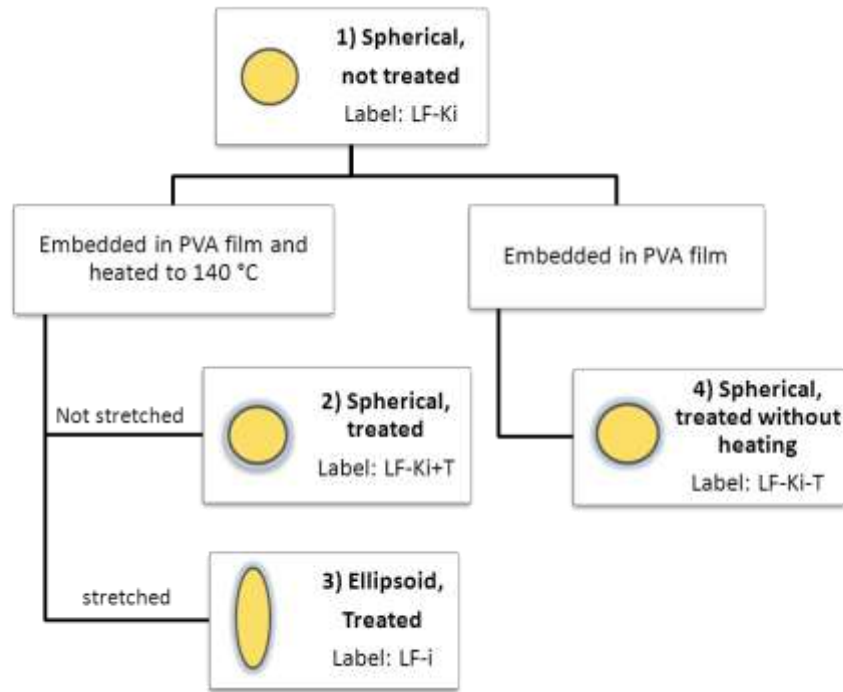 1) Spherical,
not treated
Label: LF-Ki
Embedded in PVA film and
heated to 140 °C
Embedded in PVA film
Not stretched
2) Spherical,
treated
Label: LF-Ki+T
4) Spherical,
treated without
heating
Label: LF-Ki-T
stretched
3) Ellipsoid,
Treated
Label: LF-i